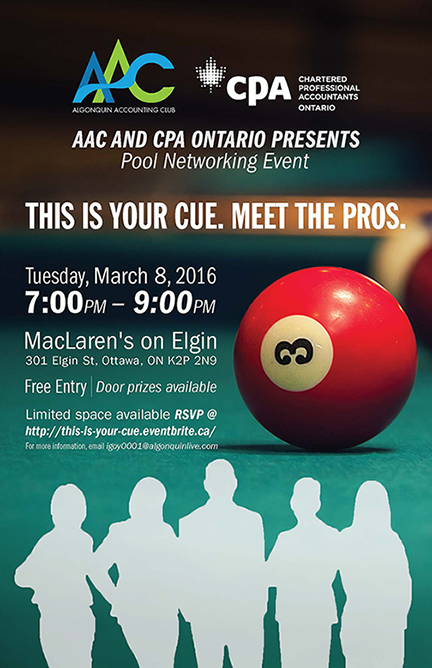 AAC
ALGONQUIN ACCOUNTING CLUB
CPA
CHARTERED
PROFESSIONAL
ACCOUNTANTS
ONTARIO
AAC AND CPA ONTARIO PRESENTS
Pool Networking Event
THIS IS YOUR CUE. MEET THE PROS.
Tuesday, March 8, 2016
7:00PM – 9:00PM
MacLaren's on Elgin
301 Elgin St, Ottawa, ON K2P 2N9
Free Entry | Door prizes available
Limited space available RSVP @
http://this-is-your-cue.eventbrite.ca/
For more information, email igoy0001@algonquinlive.com
3